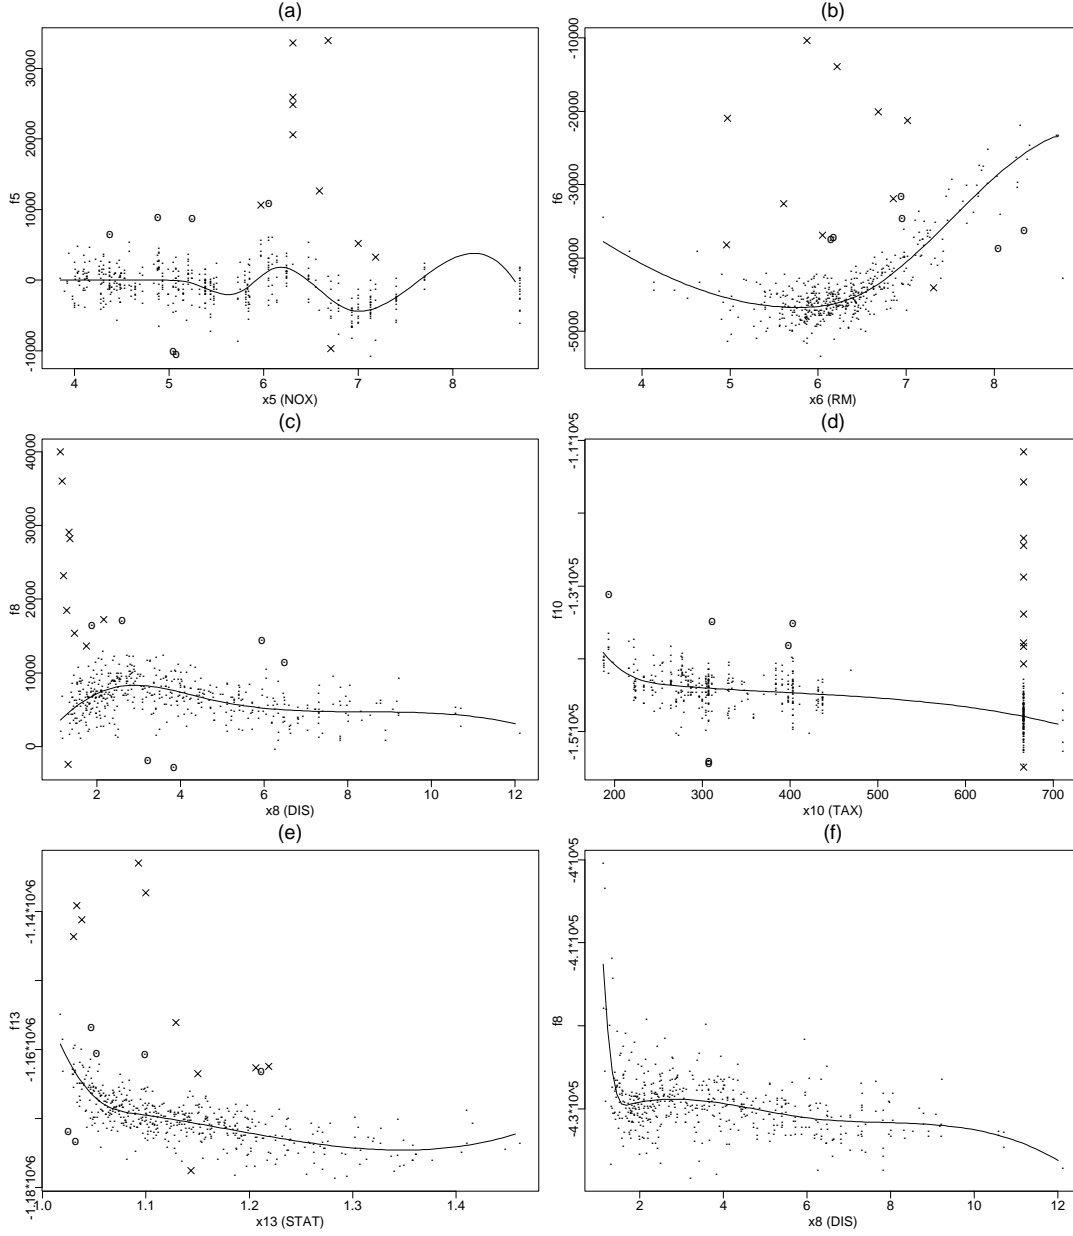 (a)
f5
-10000 0 10000 20000 30000
4 5 6 7 8
x5 (NOX)
(b)
f6
-50000 -40000 -30000 -20000 -10000
4 5 6 7 8
x6 (RM)
(c)
f8
0 10000 20000 30000 40000
2 4 6 8 10 12
x8 (DIS)
(d)
f10
-1.5*10^5 -1.3*10^5 -1.1*10^5
200 300 400 500 600 700
x10 (TAX)
(e)
f13
-1.18*10^6 -1.16*10^6 -1.14*10^6
1.0 1.1 1.2 1.3 1.4
x13 (STAT)
(f)
f8
-4.3*10^5 -4.1*10^5 -4*10^5
2 4 6 8 10 12
x8 (DIS)